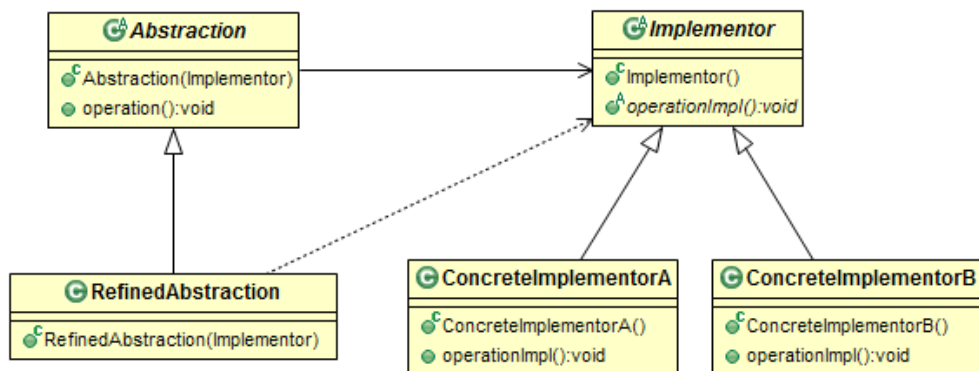 Abstraction
Abstraction(Implementor)
operation():void
Implementor
Implementor()
operationImpl():void
RefinedAbstraction
RefinedAbstraction(Implementor)
ConcreteImplementorA
ConcreteImplementorA()
operationImpl():void
ConcreteImplementorB
ConcreteImplementorB()
operationImpl():void